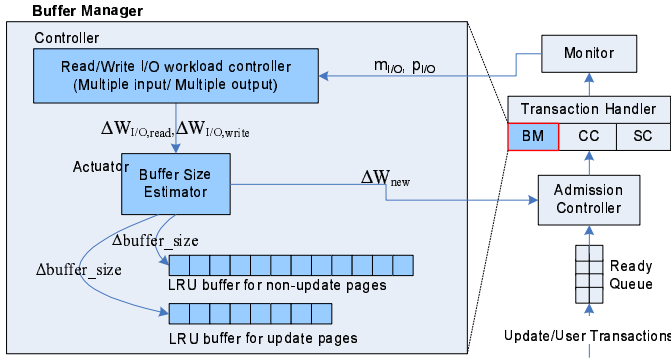 Buffer Manager
Controller
Read/Write I/O workload controller
(Multiple input/ Multiple output)
m_I/O, p_I/O
Monitor
Transaction Handler
BM
CC
SC
ΔW_I/O,read, ΔW_I/O,write
Actuator
Buffer Size
Estimator
ΔW_new
Admission
Controller
Δbuffer_size
Δbuffer_size
LRU buffer for non-update pages
LRU buffer for update pages
Ready
Queue
Update/User Transactions